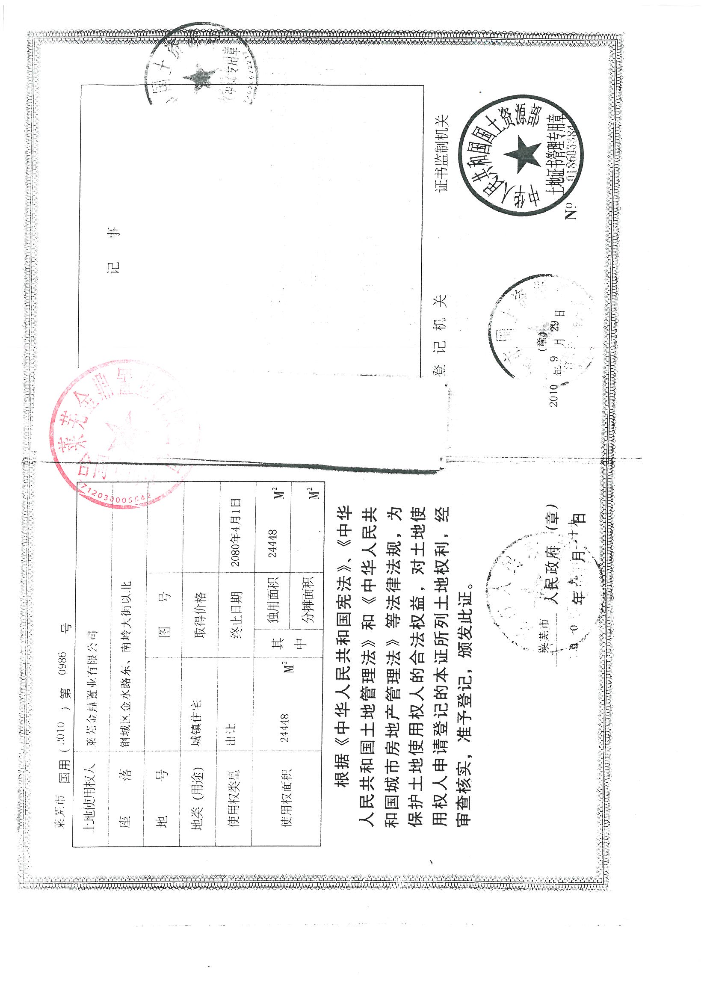 莱芜市 国用(2010)第 0986 号
土地使用权人 莱芜金鼎置业有限公司
座 落 钢城区金水路东、南岭大街以北
地 号 图 号
地类(用途) 城镇住宅 取得价格
使用权类型 出让 终止日期 2080年4月1日
使用权面积 24448 M² 其中 独用面积 24448 M²
分摊面积 M²
根据《中华人民共和国宪法》、《中华
人民共和国土地管理法》和《中华人民共
和国城市房地产管理法》等法律法规，为
保护土地使用权人的合法权益，对土地使
用权人申请登记的本证所列土地权利，经
审查核实，准予登记，颁发此证。
莱芜市 人民政府 (章)
年 九 月 日
莱芜金鼎置
712030005542
记 事
国土资
专用章
登 记 机 关
(章)
2010 年 9 月 29 日
证书监制机关
中华人民共和国国土资源部
土地证书管理专用章
№ 018603384